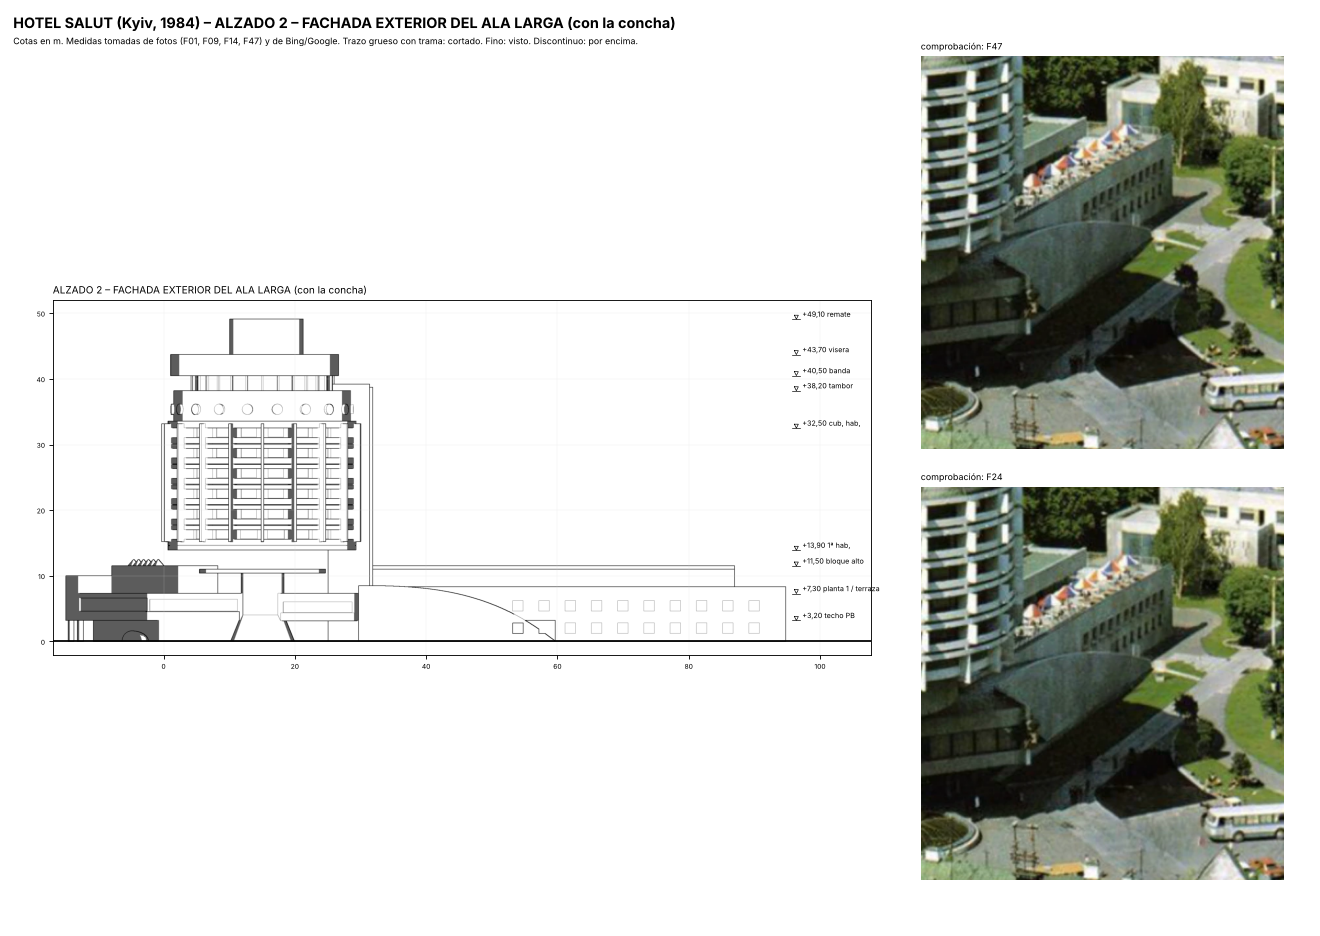 HOTEL SALUT (Kyiv, 1984) – ALZADO 2 – FACHADA EXTERIOR DEL ALA LARGA (con la concha)
Cotas en m. Medidas tomadas de fotos (F01, F09, F14, F47) y de Bing/Google. Trazo grueso con trama: cortado. Fino: visto. Discontinuo: por encima.
comprobación: F47
ALZADO 2 – FACHADA EXTERIOR DEL ALA LARGA (con la concha)
50
+49,10 remate
+43,70 visera
40
+40,50 banda
+38,20 tambor
+32,50 cub, hab,
30
comprobación: F24
20
+13,90 1ª hab,
+11,50 bloque alto
10
+7,30 planta 1 / terraza
+3,20 techo PB
0
0 20 40 60 80 100